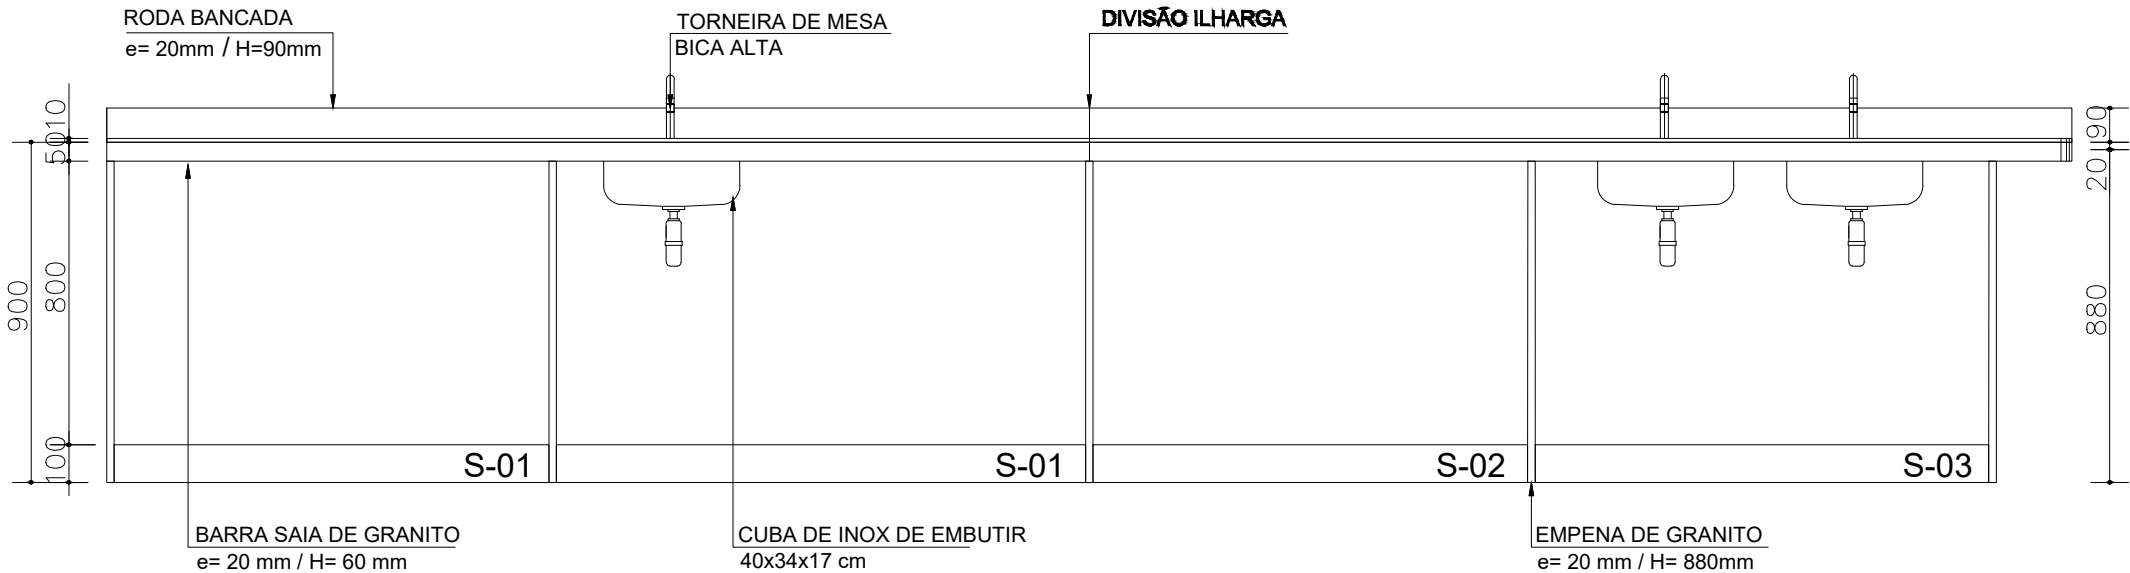 RODA BANCADA
e= 20mm / H=90mm
TORNEIRA DE MESA
BICA ALTA
DIVISÃO ILHARGA
10
50
800
900
100
90
20
880
S-01
S-01
S-02
S-03
BARRA SAIA DE GRANITO
e= 20 mm / H= 60 mm
CUBA DE INOX DE EMBUTIR
40x34x17 cm
EMPENA DE GRANITO
e= 20 mm / H= 880mm